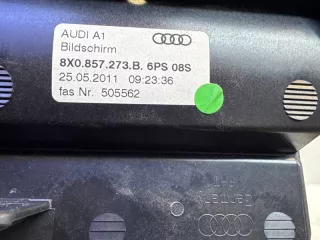 AUDI A1
Bildschirm
8X0.857.273.B. 6PS 08S
25.05.2011 09:23:36
fas Nr. 505562